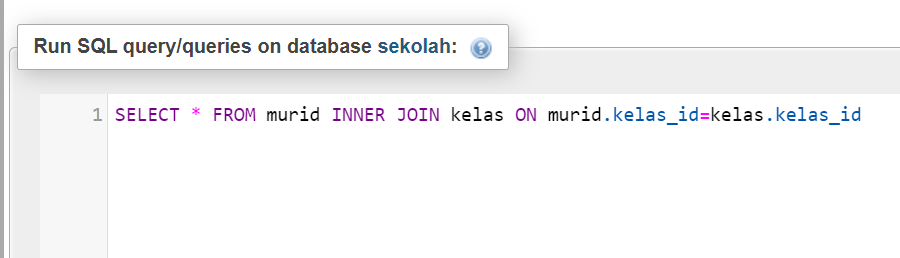 Run SQL query/queries on database sekolah:
1 SELECT * FROM murid INNER JOIN kelas ON murid.kelas_id=kelas.kelas_id